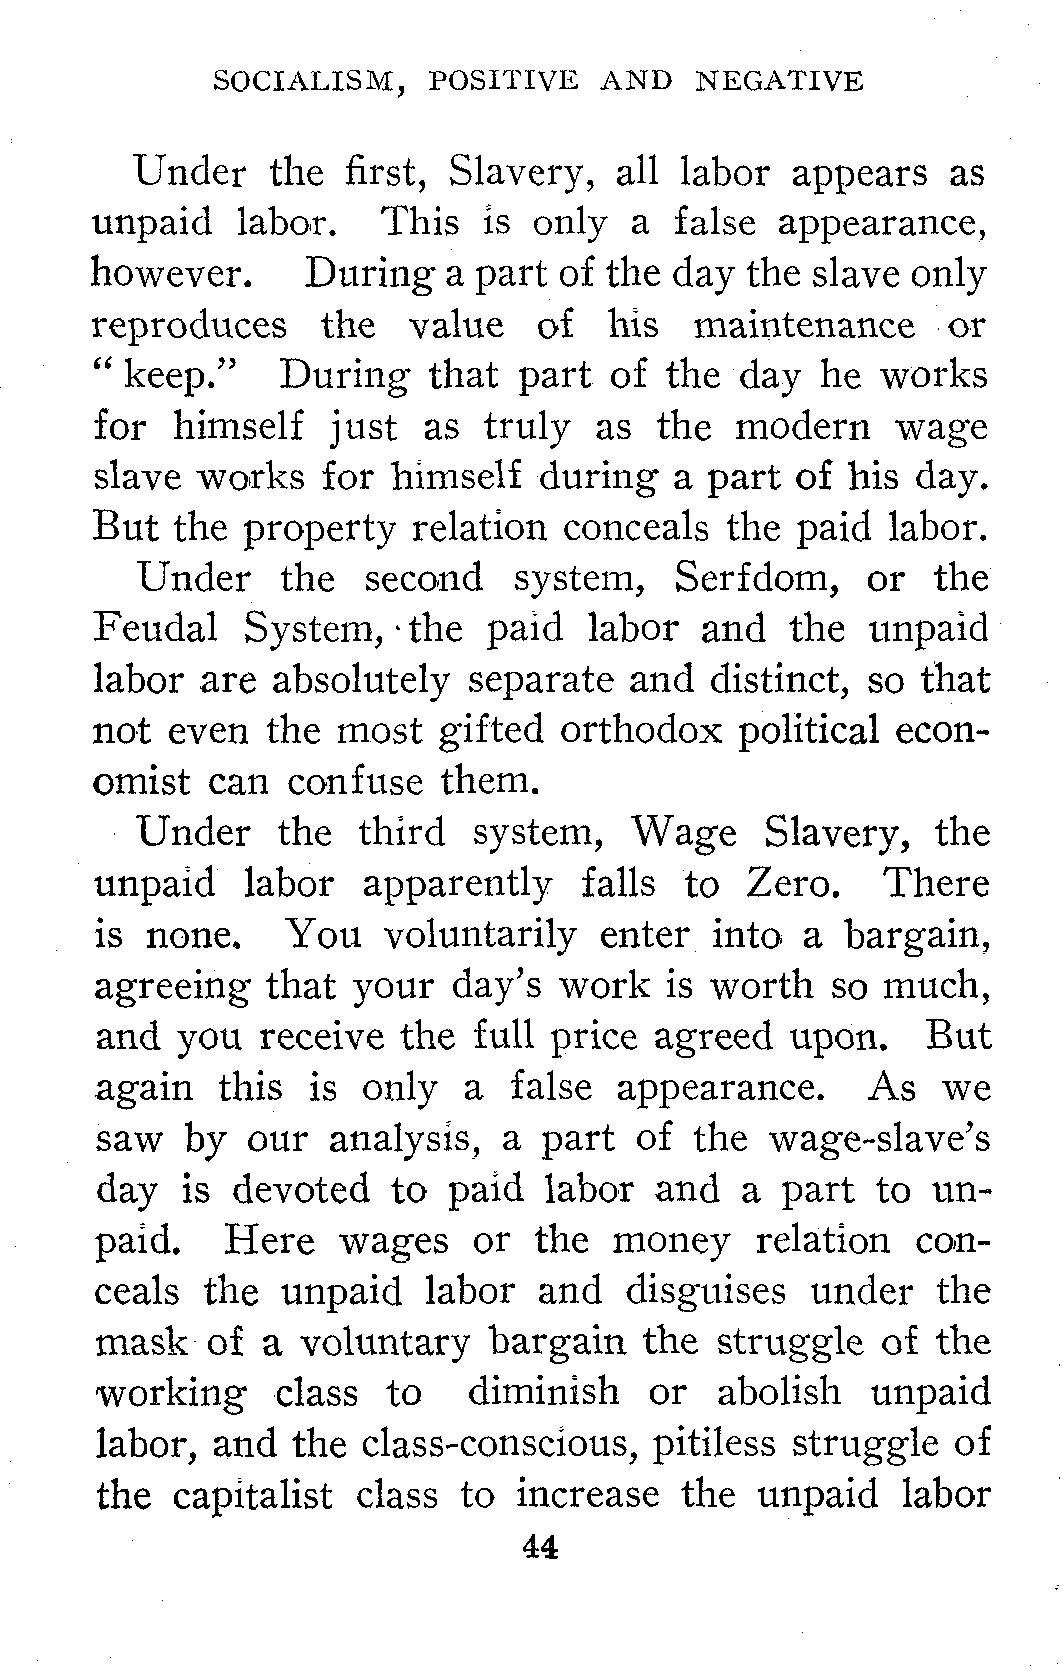 SOCIALISM, POSITIVE AND NEGATIVE
Under the first, Slavery, all labor appears as
unpaid labor. This is only a false appearance,
however. During a part of the day the slave only
reproduces the value of his maintenance or
“ keep.” During that part of the day he works
for himself just as truly as the modern wage
slave works for himself during a part of his day.
But the property relation conceals the paid labor.
Under the second system, Serfdom, or the
Feudal System, the paid labor and the unpaid
labor are absolutely separate and distinct, so that
not even the most gifted orthodox political econ-
omist can confuse them.
Under the third system, Wage Slavery, the
unpaid labor apparently falls to Zero. There
is none. You voluntarily enter into a bargain,
agreeing that your day’s work is worth so much,
and you receive the full price agreed upon. But
again this is only a false appearance. As we
saw by our analysis, a part of the wage-slave’s
day is devoted to paid labor and a part to un-
paid. Here wages or the money relation con-
ceals the unpaid labor and disguises under the
mask of a voluntary bargain the struggle of the
working class to diminish or abolish unpaid
labor, and the class-conscious, pitiless struggle of
the capitalist class to increase the unpaid labor
44